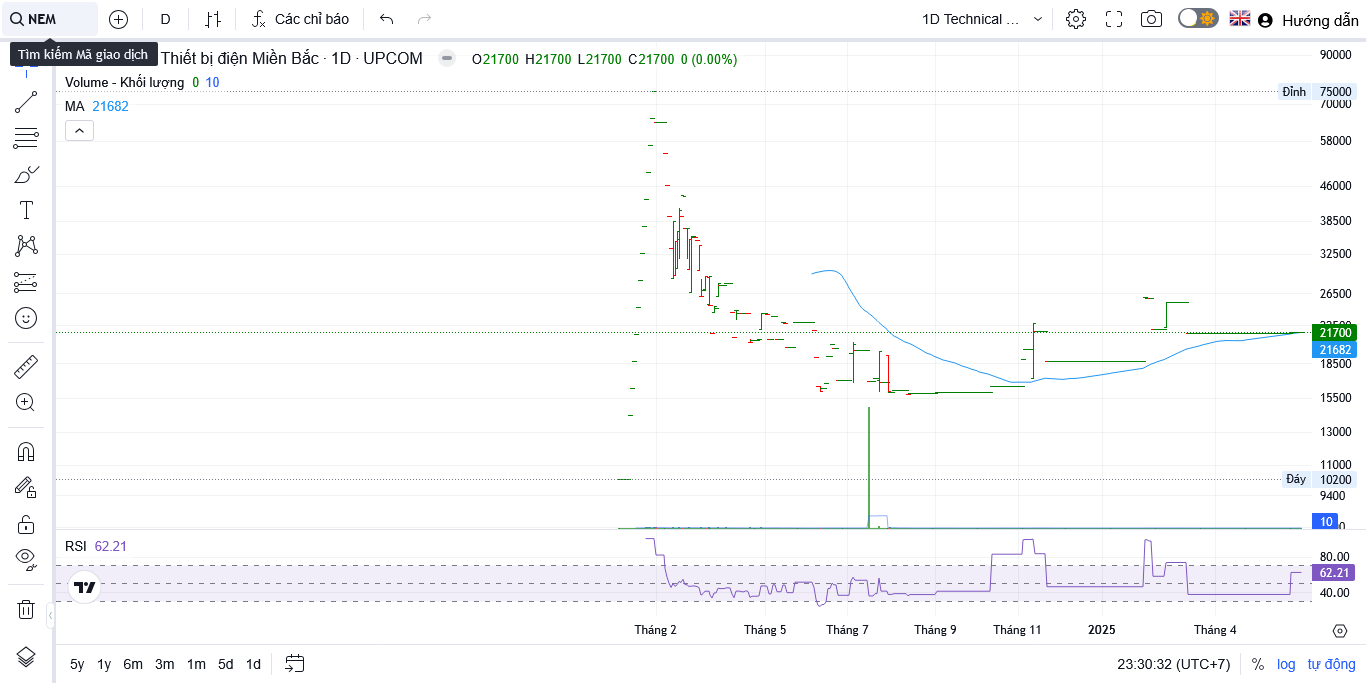 NEM
D
Các chỉ báo
1D Technical ...
Hướng dẫn
Tìm kiếm Mã giao dịch
Thiết bị điện Miền Bắc · 1D · UPCOM
O21700 H21700 L21700 C21700 0 (0.00%)
Volume - Khối lượng 0 10
MA 21682
90000
Đỉnh 75000
70000
58000
46000
38500
32500
26500
21700
21682
18500
15500
13000
11000
Đáy 10200
9400
10
RSI 62.21
80.00
62.21
40.00
Tháng 2
Tháng 5
Tháng 7
Tháng 9
Tháng 11
2025
Tháng 4
5y 1y 6m 3m 1m 5d 1d
23:30:32 (UTC+7)
% log tự động